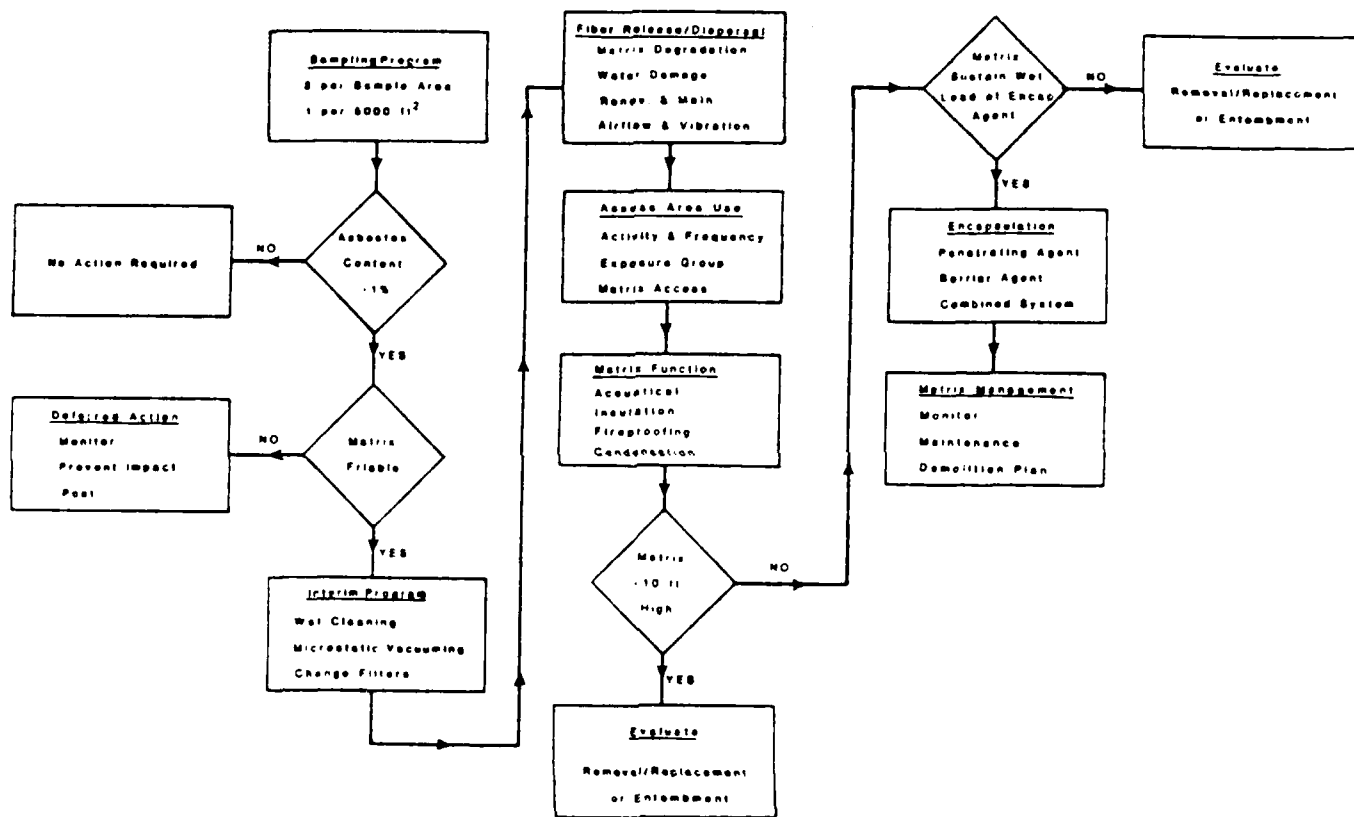 Sampling Program
3 per Sample Area
1 per 5000 ft²
Asbestos
Content
1%
NO
No Action Required
YES
Matrix
Friable
NO
Deferred Action
Monitor
Prevent Impact
Post
YES
Interim Program
Wet Cleaning
Microstatic Vacuuming
Change Filters
Fiber Release/Dispersal
Matrix Degradation
Water Damage
Renov. & Main
Airflow & Vibration
Assess Area Use
Activity & Frequency
Exposure Group
Matrix Access
Matrix Function
Acoustical
Insulation
Fireproofing
Condensation
Matrix
10 ft
High
NO
YES
Evaluate
Removal/Replacement
or Entombment
Matrix
Sustain Wet
Load of Encap
Agent
NO
Evaluate
Removal/Replacement
or Entombment
YES
Encapsulation
Penetrating Agent
Barrier Agent
Combined System
Matrix Management
Monitor
Maintenance
Demolition Plan